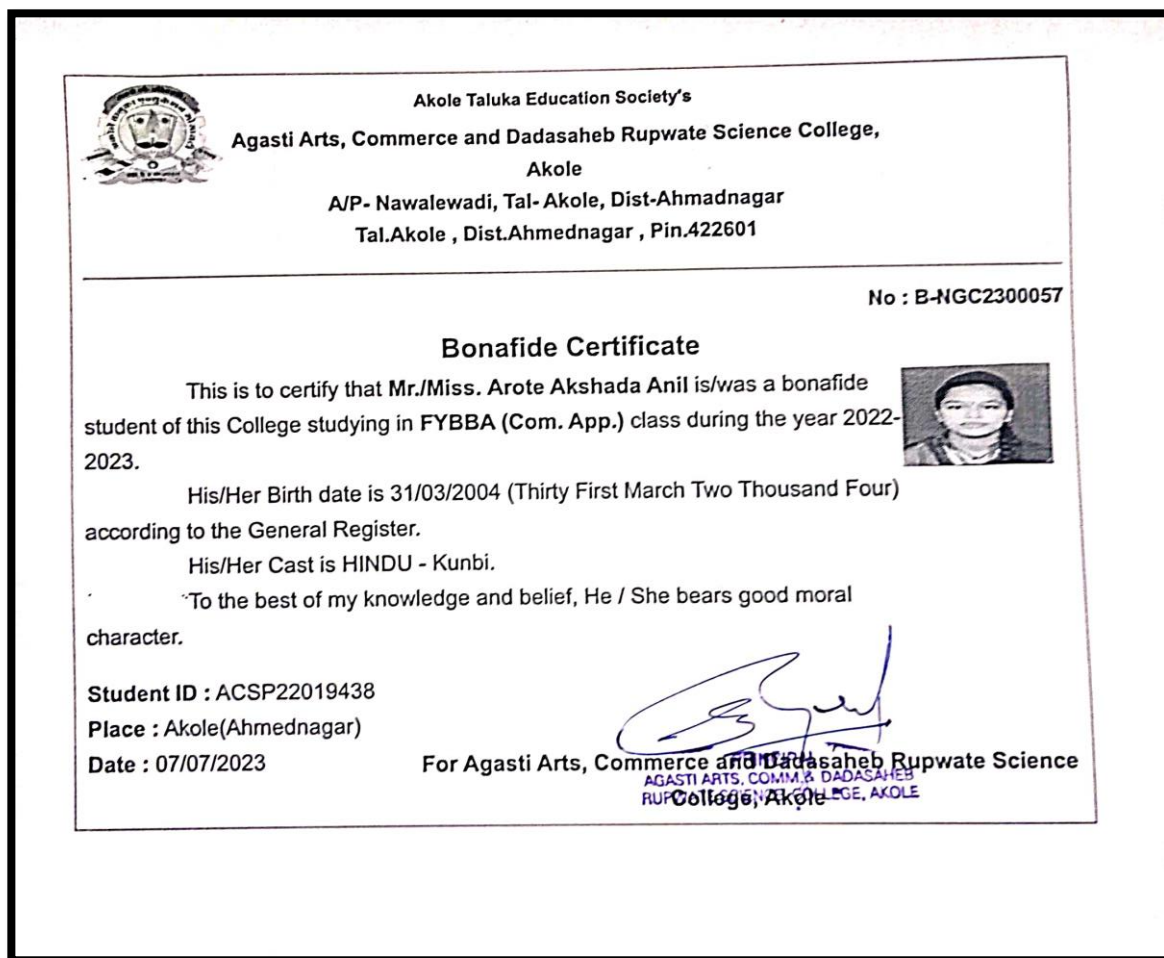 Akole Taluka Education Society's
Agasti Arts, Commerce and Dadasaheb Rupwate Science College,
Akole
A/P- Nawalewadi, Tal- Akole, Dist-Ahmadnagar
Tal.Akole , Dist.Ahmednagar , Pin.422601
No : B-NGC2300057
Bonafide Certificate
This is to certify that Mr./Miss. Arote Akshada Anil is/was a bonafide
student of this College studying in FYBBA (Com. App.) class during the year 2022-
2023.
His/Her Birth date is 31/03/2004 (Thirty First March Two Thousand Four)
according to the General Register.
His/Her Cast is HINDU - Kunbi.
To the best of my knowledge and belief, He / She bears good moral
character.
Student ID : ACSP22019438
Place : Akole(Ahmednagar)
Date : 07/07/2023
For Agasti Arts, Commerce and Dadasaheb Rupwate Science
College, Akole
AGASTI ARTS, COMM.& DADASAHEB
COLLEGE, AKOLE